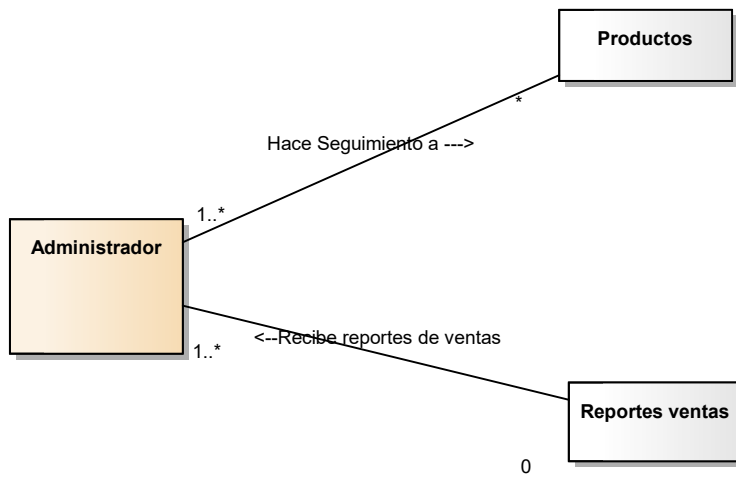 Productos
*
Hace Seguimiento a --->
1..*
Administrador
<--Recibe reportes de ventas
1..*
Reportes ventas
0